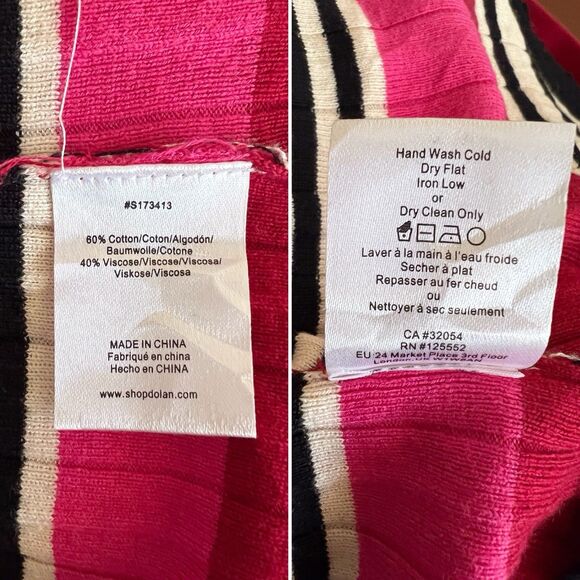 #S173413
60% Cotton/Coton/Algodón/
Baumwolle/Cotone
40% Viscose/Viscose/Viscosa/
Viskose/Viscosa
MADE IN CHINA
Fabriqué en china
Hecho en CHINA
www.shopdolan.com
Hand Wash Cold
Dry Flat
Iron Low
or
Dry Clean Only
Laver à la main à l'eau froide
Secher à plat
Repasser au fer cheud
ou
Nettoyer à sec seulement
CA #32054
RN #125552
EU 24 Market Place 3rd Floor
London, UK